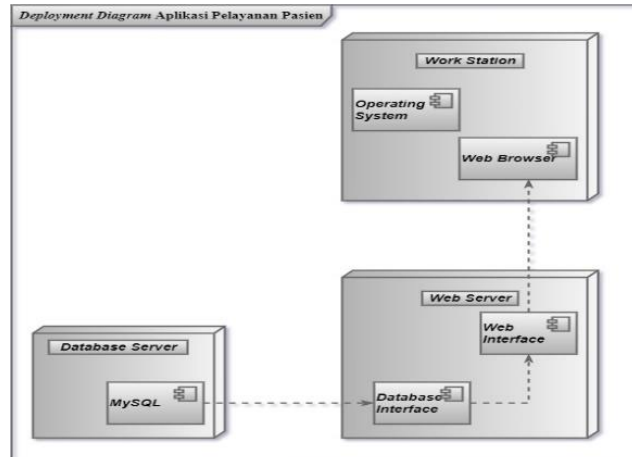 Deployment Diagram Aplikasi Pelayanan Pasien
Work Station
Operating
System
Web Browser
Web Server
Web
Interface
Database Server
MySQL
Database
Interface